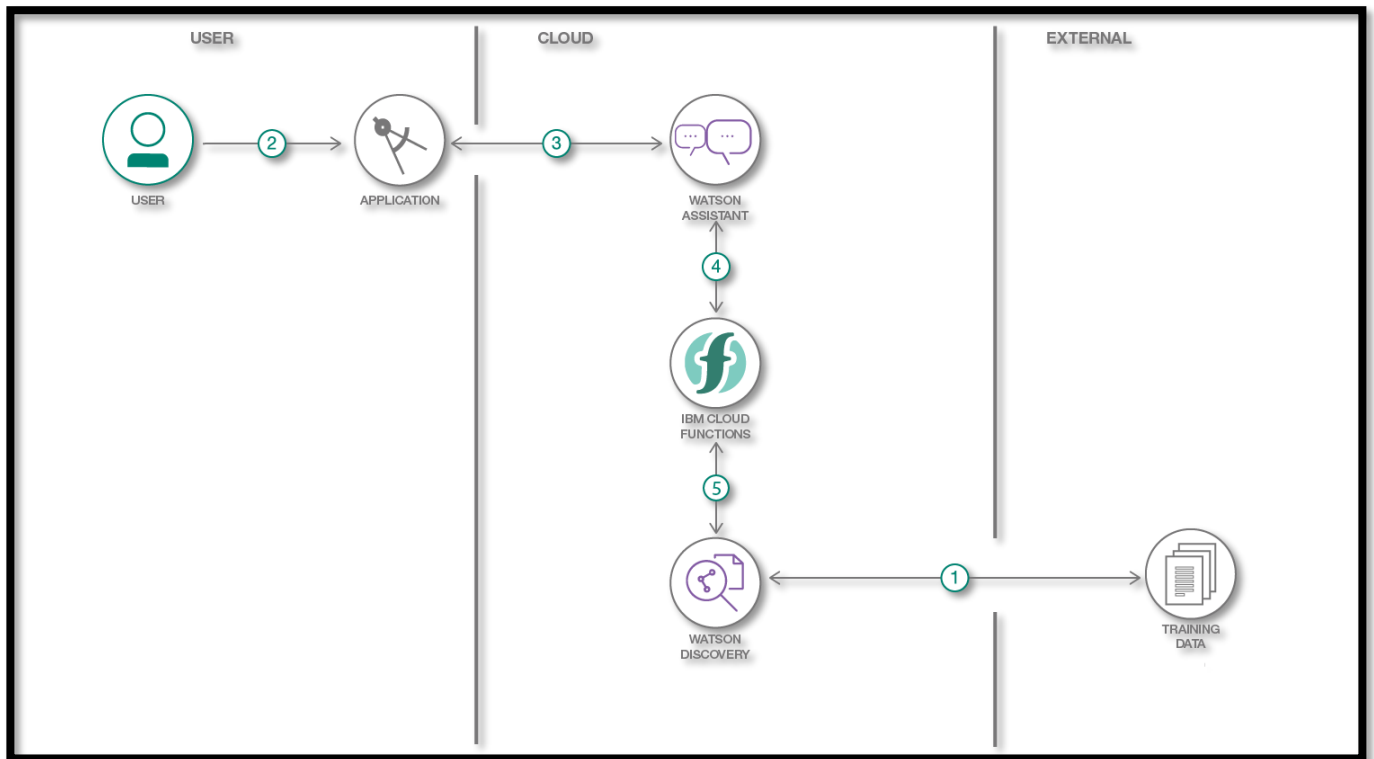 USER
CLOUD
EXTERNAL
2
3
USER
APPLICATION
WATSON
ASSISTANT
4
IBM CLOUD
FUNCTIONS
5
1
WATSON
DISCOVERY
TRAINING
DATA